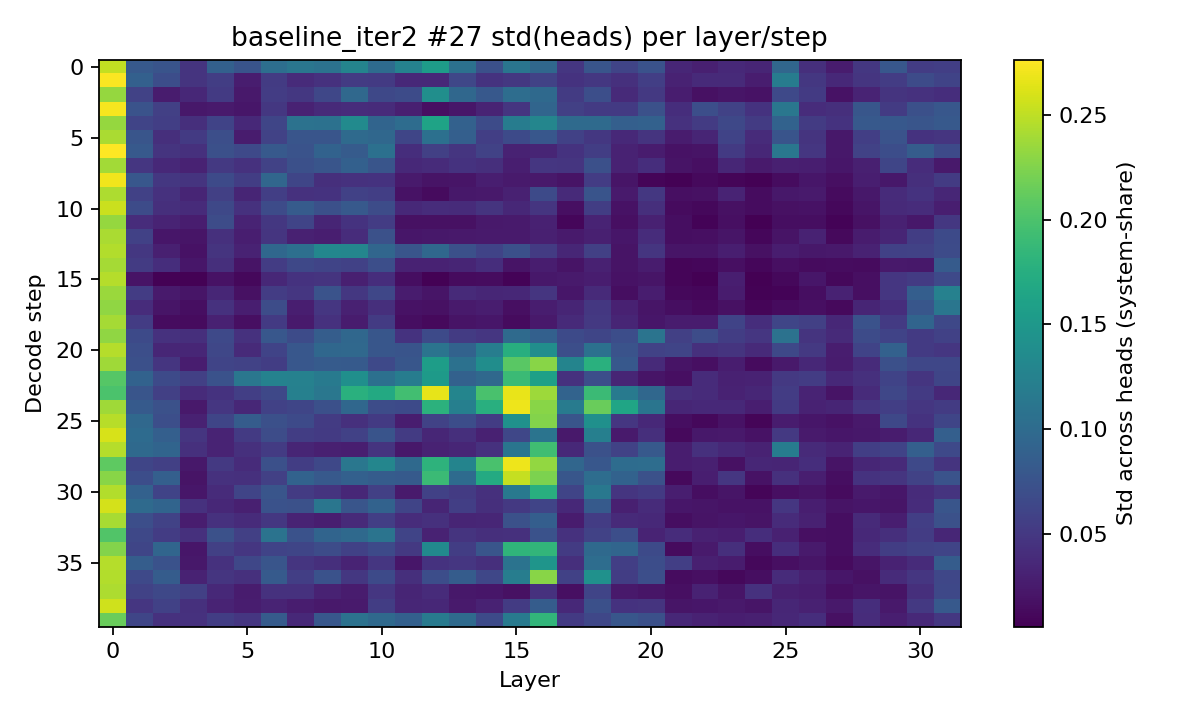 baseline_iter2 #27 std(heads) per layer/step
0
5
10
15
20
25
30
35
Decode step
0 5 10 15 20 25 30
Layer
0.25
0.20
0.15
0.10
0.05
Std across heads (system-share)